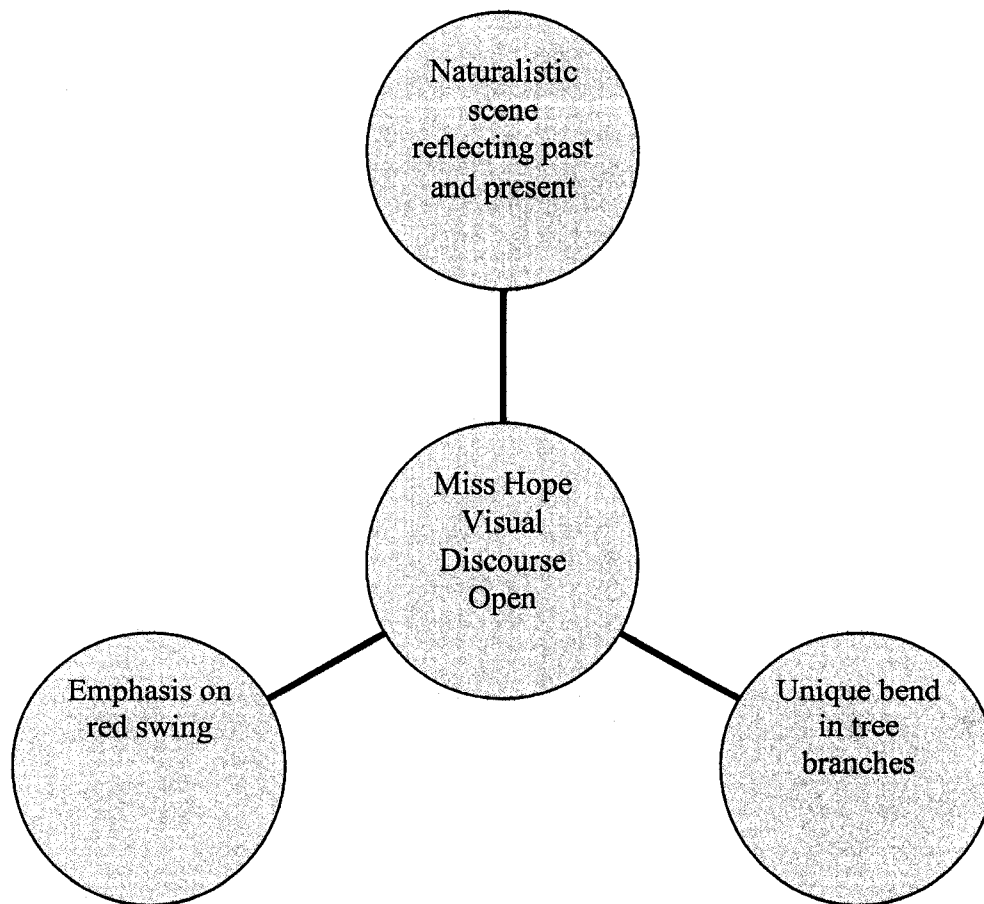 Naturalistic
scene
reflecting past
and present
Miss Hope
Visual
Discourse
Open
Emphasis on
red swing
Unique bend
in tree
branches